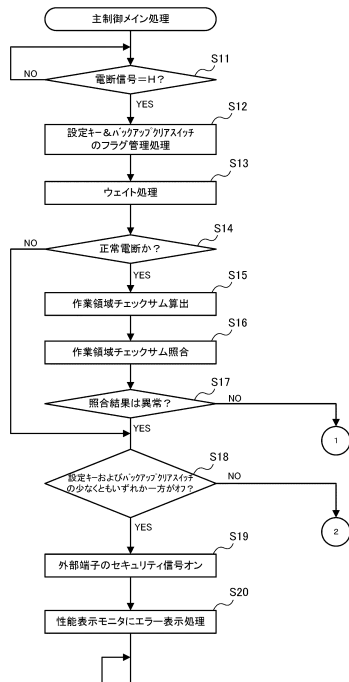 主制御メイン処理
S11
電断信号=H?
NO
YES
S12
設定キー&バックアップクリアスイッチ
のフラグ管理処理
S13
ウェイト処理
S14
正常電断か?
NO
YES
S15
作業領域チェックサム算出
S16
作業領域チェックサム照合
S17
照合結果は異常?
NO
YES
1
S18
設定キーおよびバックアップクリアスイッチ
の少なくともいずれか一方がオフ?
NO
YES
2
S19
外部端子のセキュリティ信号オン
S20
性能表示モニタにエラー表示処理